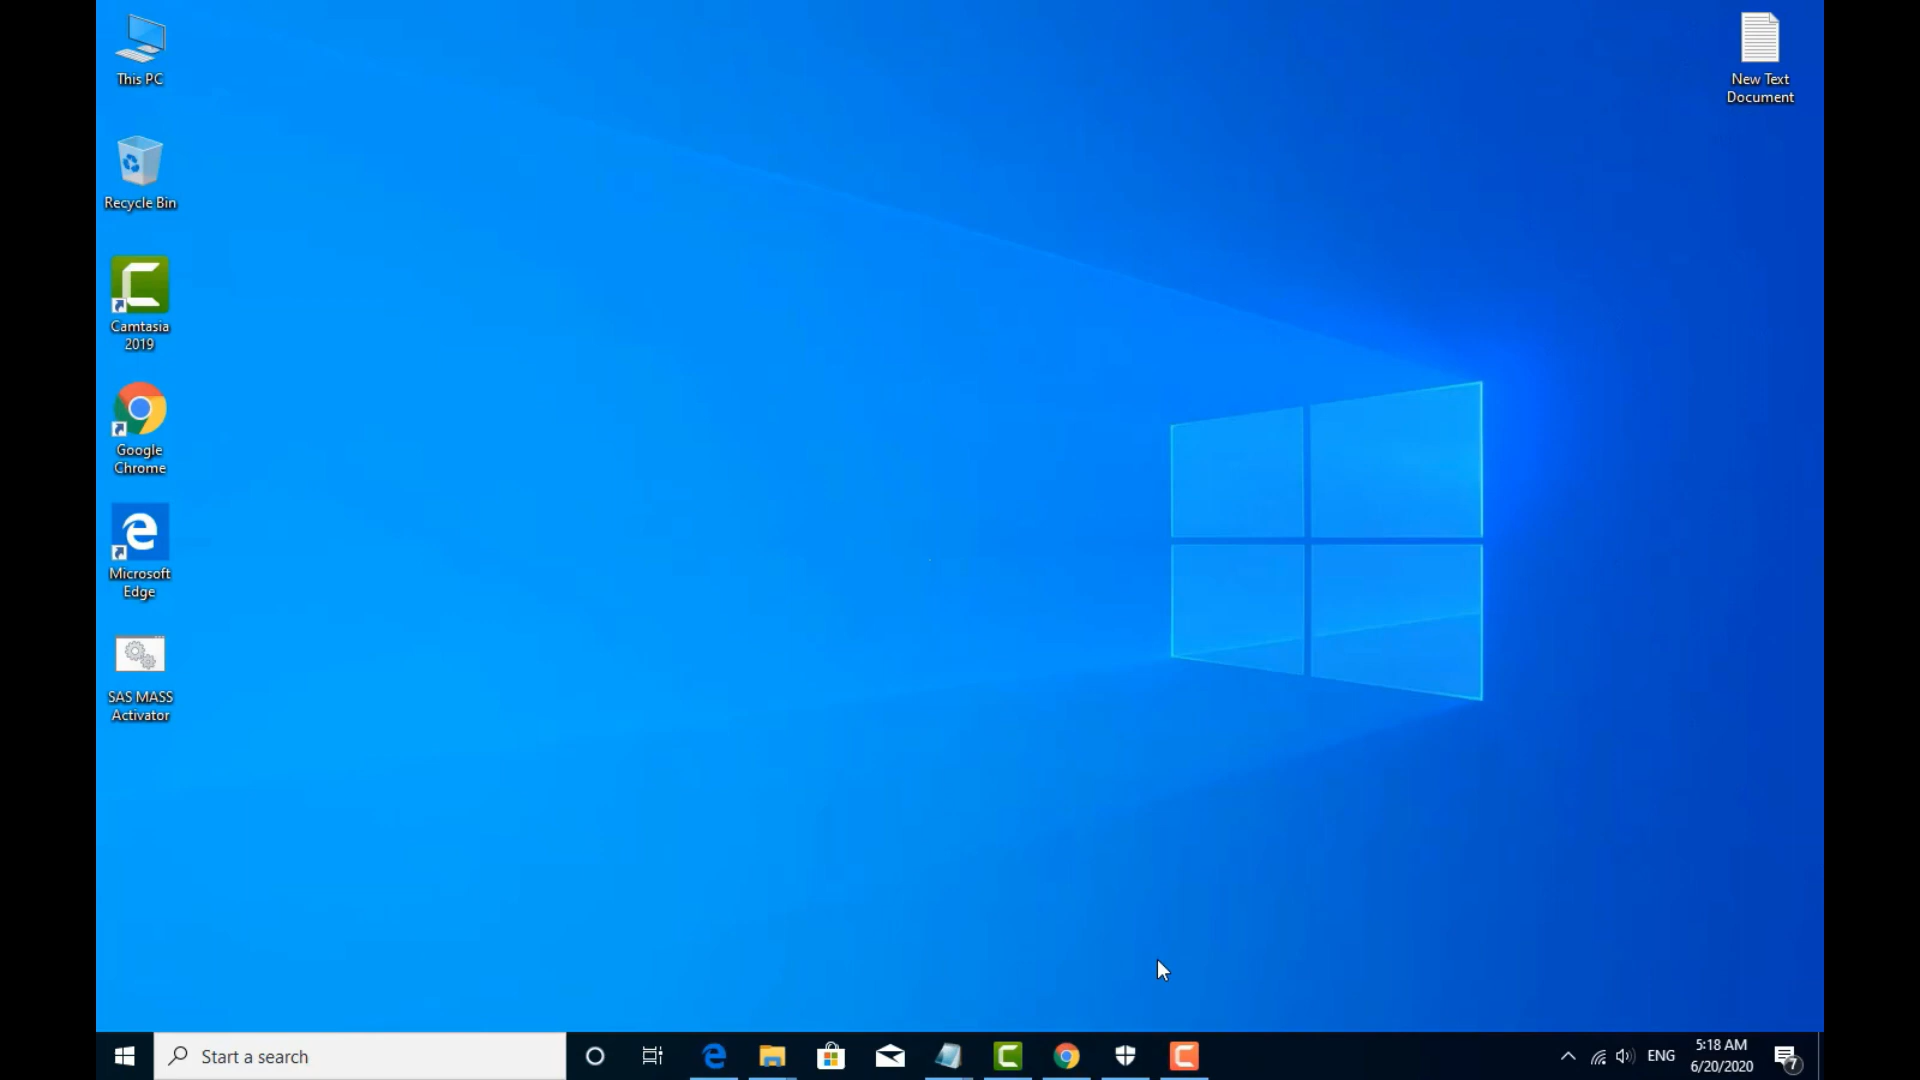 This PC
New Text
Document
Recycle Bin
Camtasia
2019
Google
Chrome
Microsoft
Edge
SAS MASS
Activator
Start a search
ENG
5:18 AM
6/20/2020
7